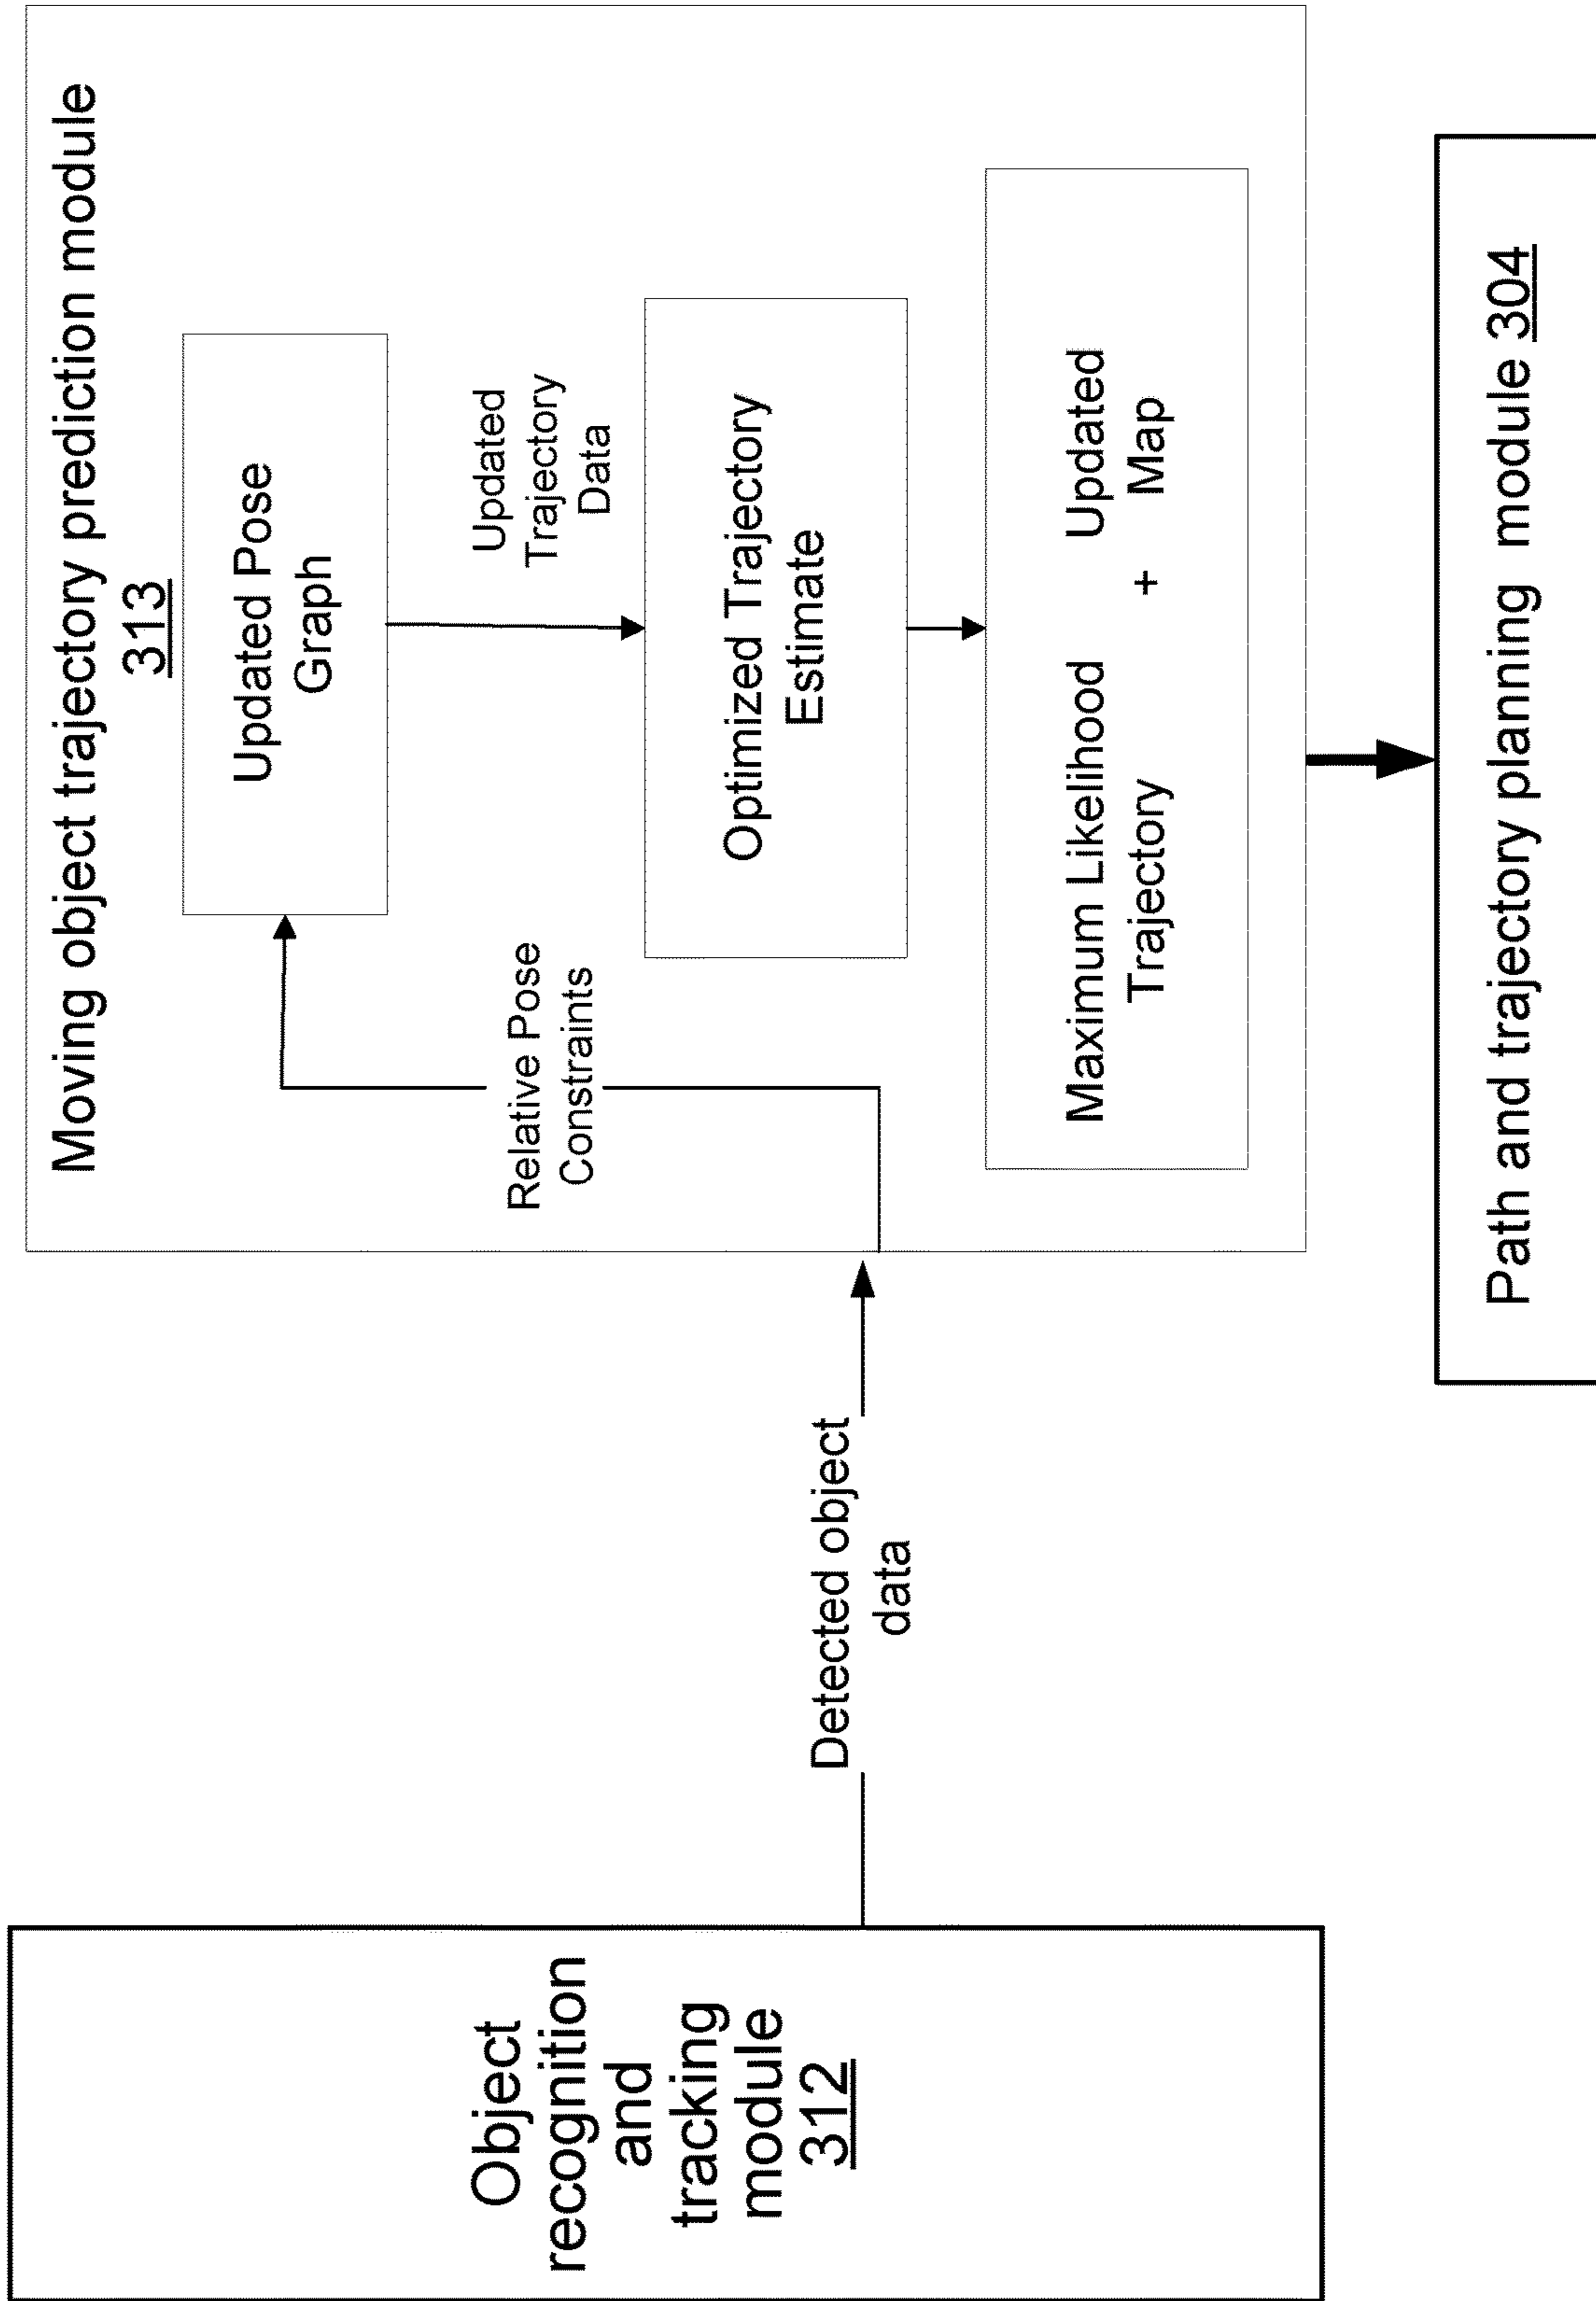 Object
recognition
and
tracking
module
312
Detected object
data
Moving object trajectory prediction module
313
Relative Pose
Constraints
Updated Pose
Graph
Updated
Trajectory
Data
Optimized Trajectory
Estimate
Maximum Likelihood
Trajectory
+
Updated
Map
Path and trajectory planning module 304